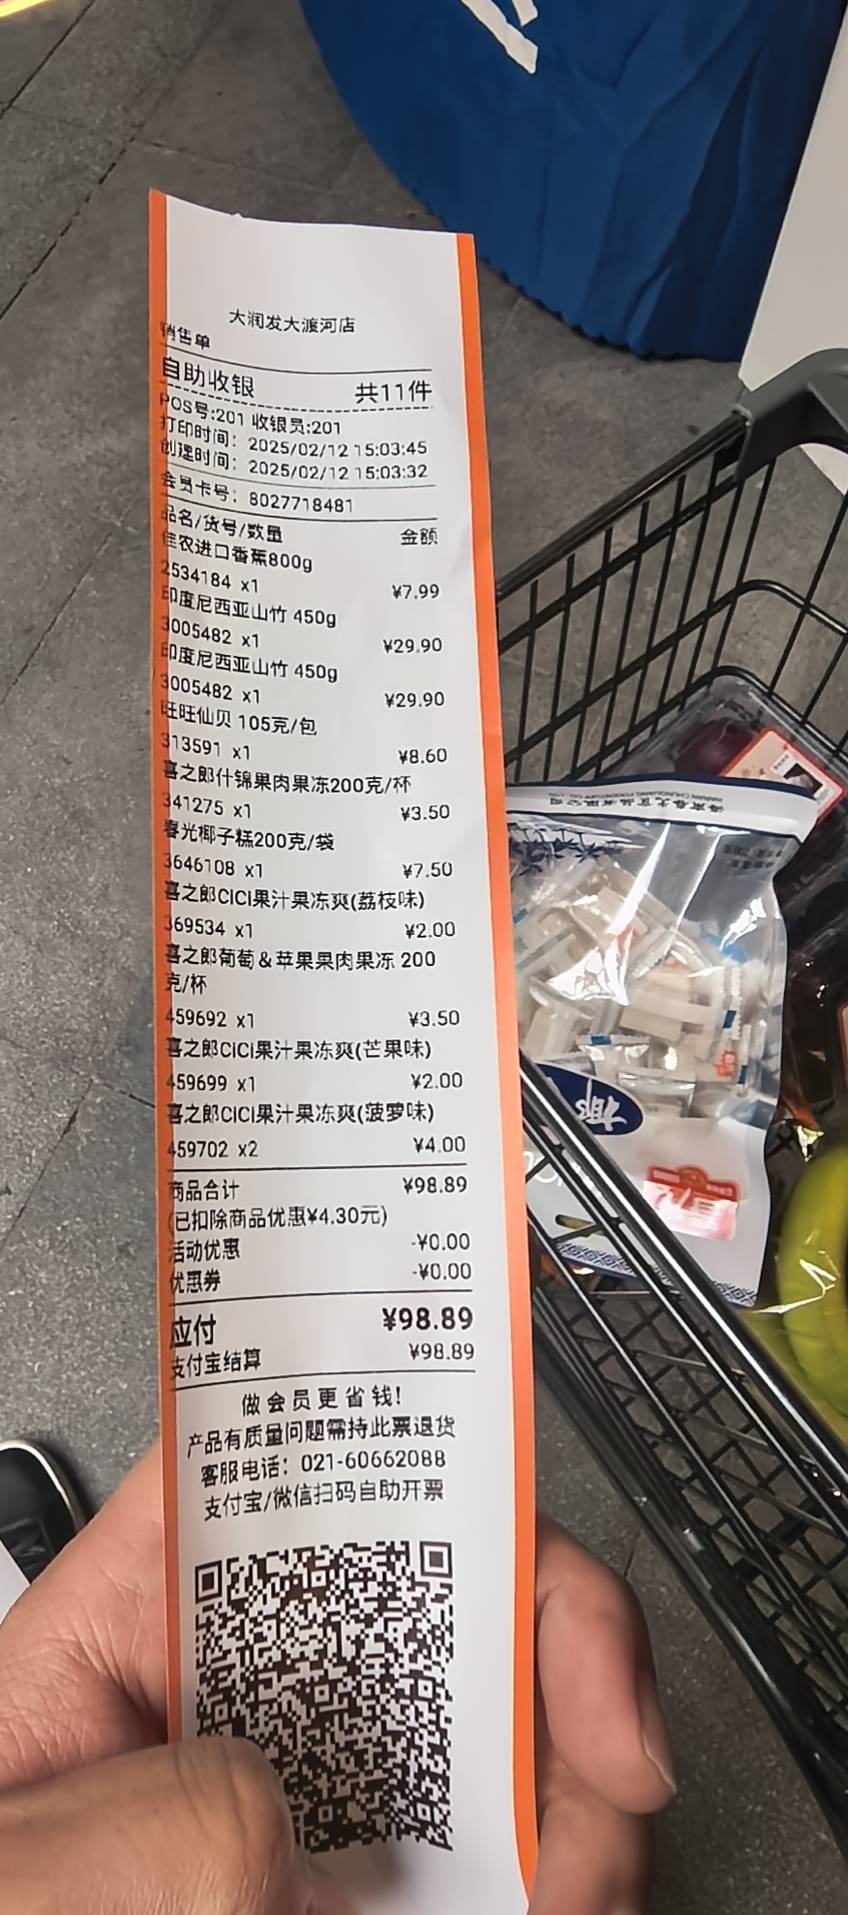 大润发大渡河店
销售单
自助收银 共11件
POS号:201 收银员:201
打印时间：2025/02/12 15:03:45
创建时间：2025/02/12 15:03:32
会员卡号：8027718481
品名/货号/数量 金额
佳农进口香蕉800g
2534184 x1 ¥7.99
印度尼西亚山竹 450g
3005482 x1 ¥29.90
印度尼西亚山竹 450g
3005482 x1 ¥29.90
旺旺仙贝 105克/包
313591 x1 ¥8.60
喜之郎什锦果肉果冻200克/杯
341275 x1 ¥3.50
春光椰子糕200克/袋
3646108 x1 ¥7.50
喜之郎CICI果汁果冻爽(荔枝味)
369534 x1 ¥2.00
喜之郎葡萄&苹果果肉果冻 200
克/杯
459692 x1 ¥3.50
喜之郎CICI果汁果冻爽(芒果味)
459699 x1 ¥2.00
喜之郎CICI果汁果冻爽(菠萝味)
459702 x2 ¥4.00
商品合计 ¥98.89
(已扣除商品优惠¥4.30元)
活动优惠 -¥0.00
优惠券 -¥0.00
应付 ¥98.89
支付宝结算 ¥98.89
做会员更省钱!
产品有质量问题需持此票退货
客服电话：021-60662088
支付宝/微信扫码自助开票
椰